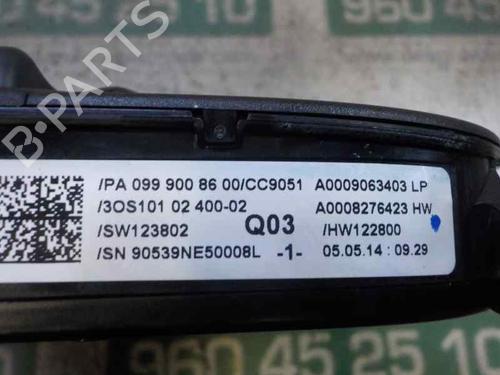 960 45 25 10
B-PARTS
/PA 099 900 86 00/CC9051 A0009063403 LP
/3OS101 02 400-02 A0008276423 HW
/SW123802 Q03 /HW122800
/SN 90539NE50008L -1- 05.05.14 : 09.29
960 45 25 10